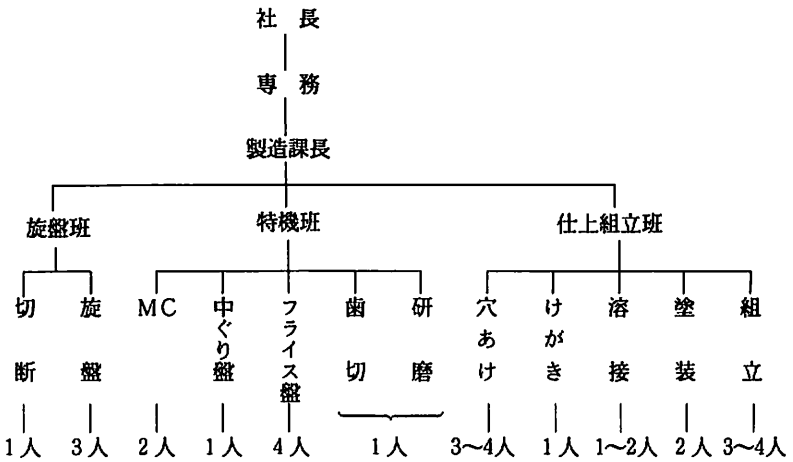 社長
専務
製造課長
旋盤班 特機班 仕上組立班
切断 旋盤 MC 中ぐり盤 フライス盤 歯切 研磨 穴あけ けがき 溶接 塗装 組立
1人 3人 2人 1人 4人 1人 3〜4人 1人 1〜2人 2人 3〜4人